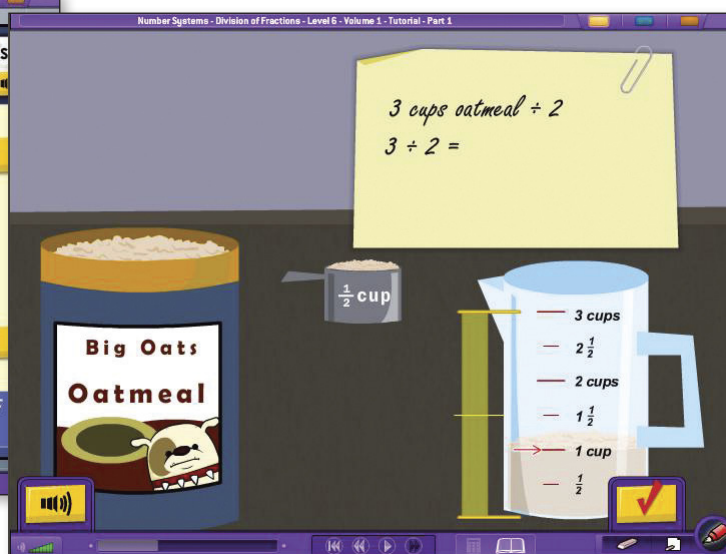 Number Systems - Division of Fractions - Level 6 - Volume 1 - Tutorial - Part 1
3 cups oatmeal ÷ 2
3 ÷ 2 =
1/2 cup
Big Oats
Oatmeal
3 cups
2 1/2
2 cups
1 1/2
1 cup
1/2